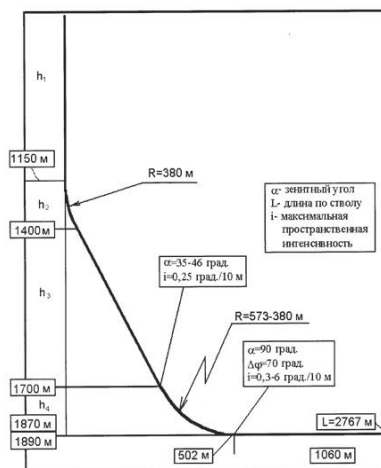 h₁
1150 м
R=380 м
h₂
1400м
α- зенитный угол
L- длина по стволу
i- максимальная
пространственная
интенсивность
α=35-46 град.
i=0,25 град./10 м
h₃
R=573-380 м
α=90 град.
Δφ=70 град.
i=0,3-6 град./10 м
1700 м
h₄
1870 м
1890 м
L=2767 м
502 м
1060 м